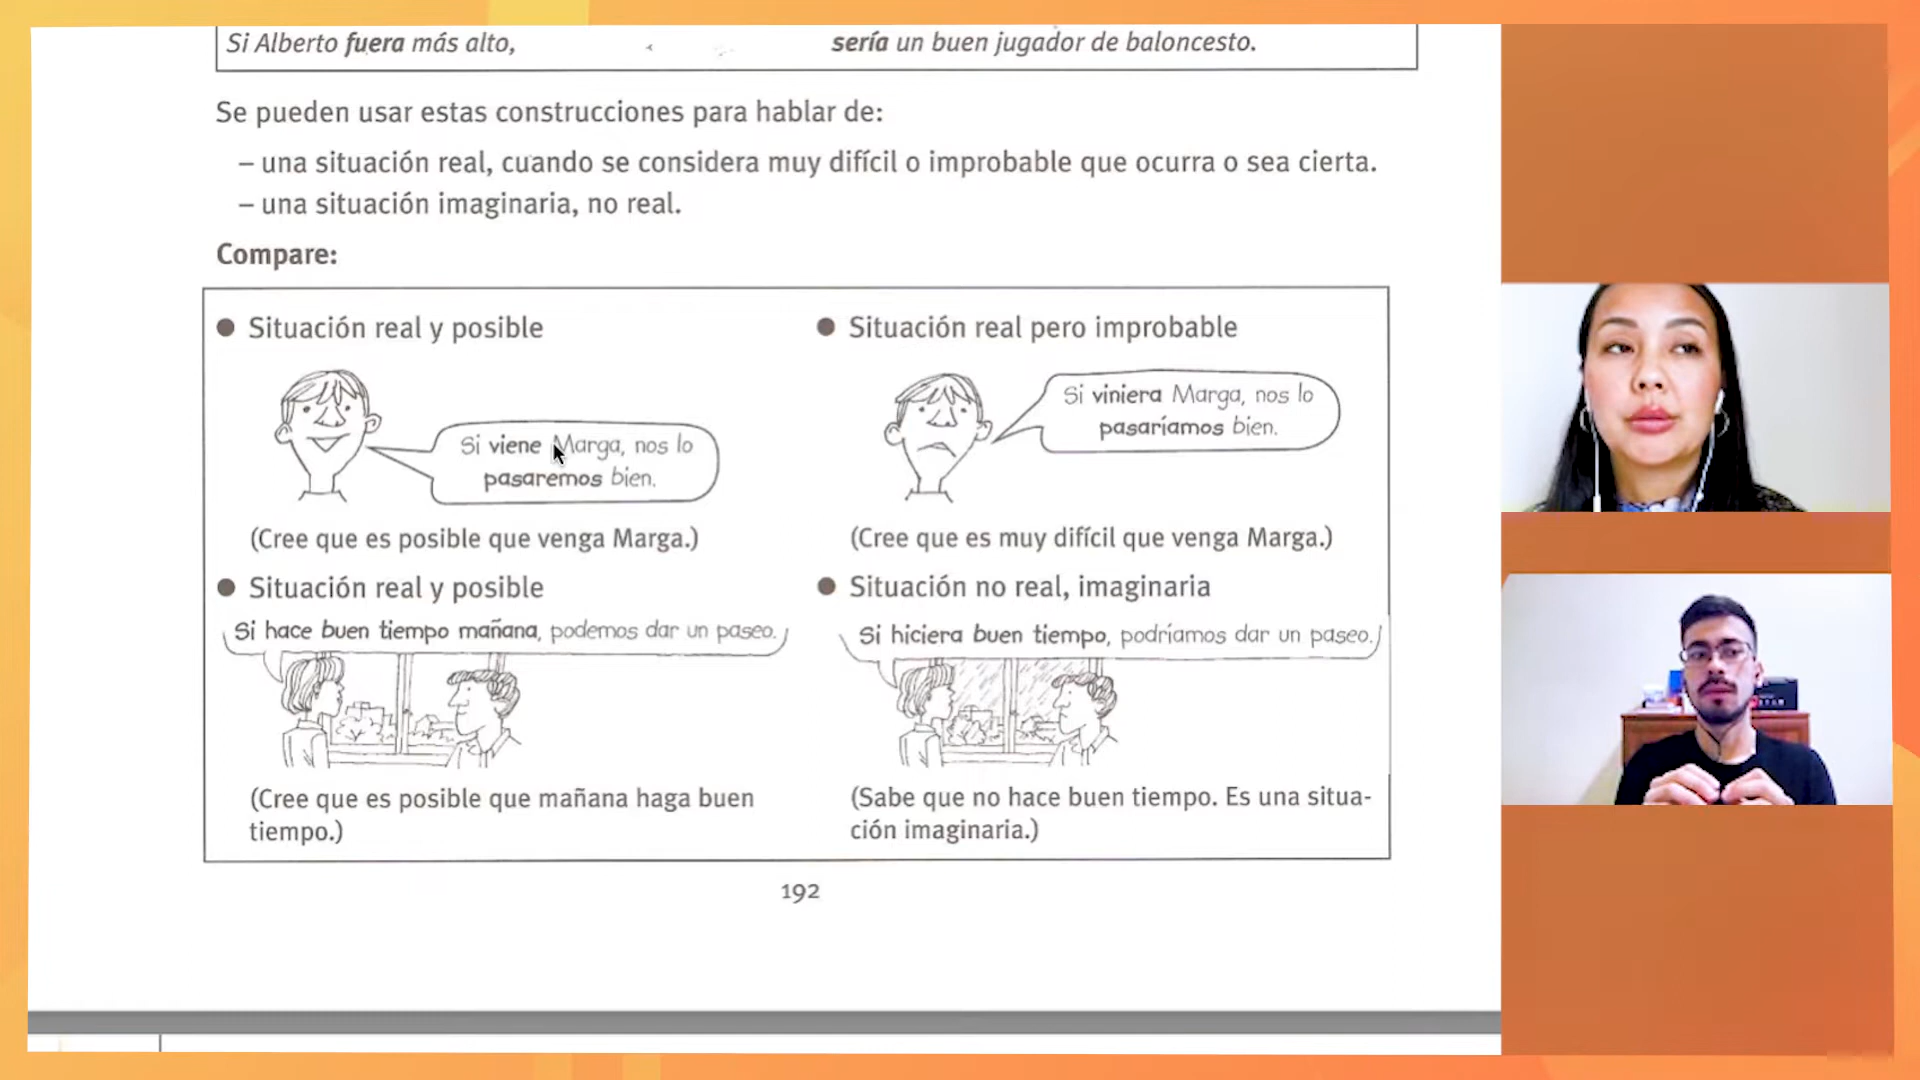 Si Alberto fuera más alto, sería un buen jugador de baloncesto.
Se pueden usar estas construcciones para hablar de:
– una situación real, cuando se considera muy difícil o improbable que ocurra o sea cierta.
– una situación imaginaria, no real.
Compare:
● Situación real y posible
Si viene Marga, nos lo
pasaremos bien.
(Cree que es posible que venga Marga.)
● Situación real pero improbable
Si viniera Marga, nos lo
pasaríamos bien.
(Cree que es muy difícil que venga Marga.)
● Situación real y posible
Si hace buen tiempo mañana, podemos dar un paseo.
(Cree que es posible que mañana haga buen
tiempo.)
● Situación no real, imaginaria
Si hiciera buen tiempo, podríamos dar un paseo.
(Sabe que no hace buen tiempo. Es una situa-
ción imaginaria.)
192